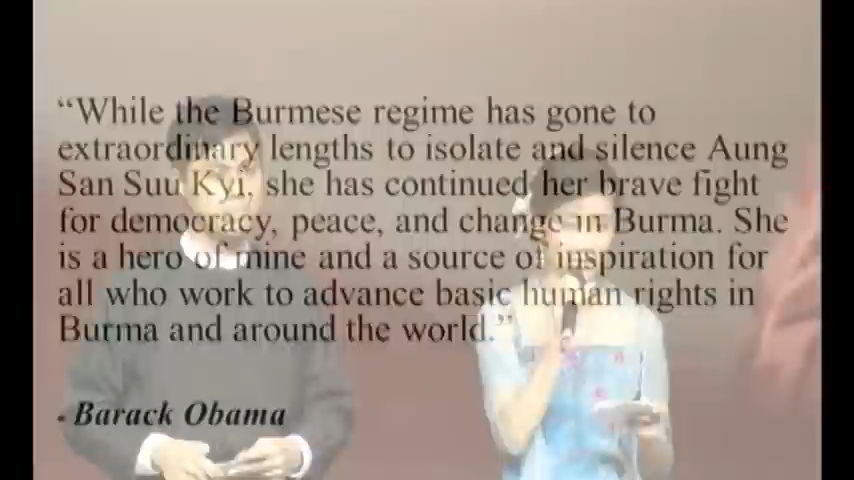 “While the Burmese regime has gone to
extraordinary lengths to isolate and silence Aung
San Suu Kyi, she has continued her brave fight
for democracy, peace, and change in Burma. She
is a hero of mine and a source of inspiration for
all who work to advance basic human rights in
Burma and around the world.”
- Barack Obama